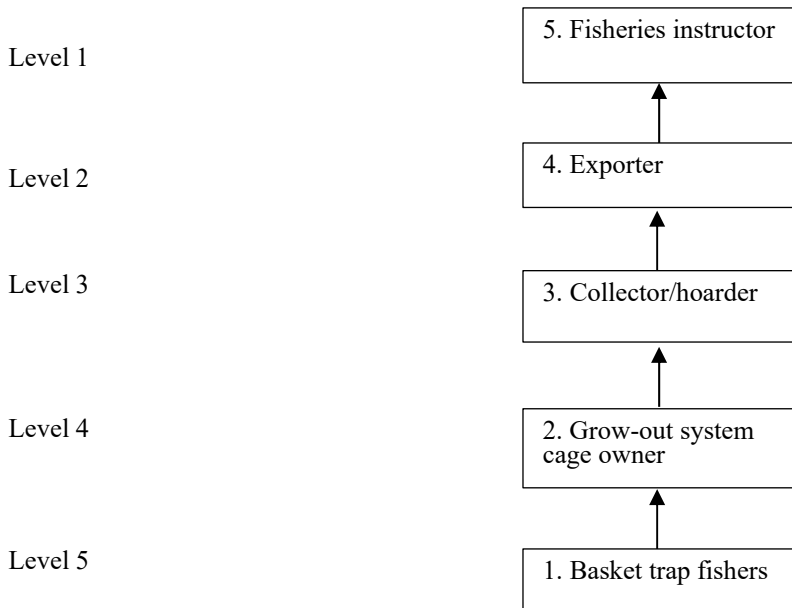 Level 1
5. Fisheries instructor
Level 2
4. Exporter
Level 3
3. Collector/hoarder
Level 4
2. Grow-out system
cage owner
Level 5
1. Basket trap fishers